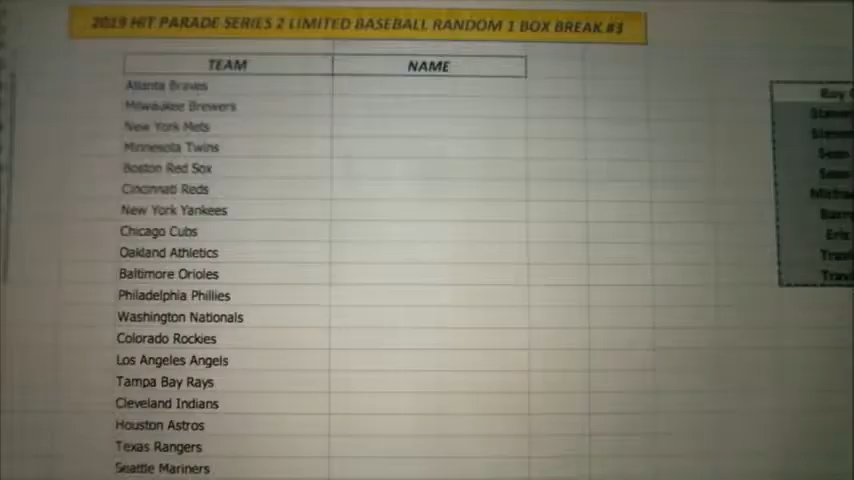 2019 HIT PARADE SERIES 2 LIMITED BASEBALL RANDOM 1 BOX BREAK #3
TEAM NAME
Atlanta Braves
Milwaukee Brewers
New York Mets
Minnesota Twins
Boston Red Sox
Cincinnati Reds
New York Yankees
Chicago Cubs
Oakland Athletics
Baltimore Orioles
Philadelphia Phillies
Washington Nationals
Colorado Rockies
Los Angeles Angels
Tampa Bay Rays
Cleveland Indians
Houston Astros
Texas Rangers
Seattle Mariners
Sean
Sean
Eric